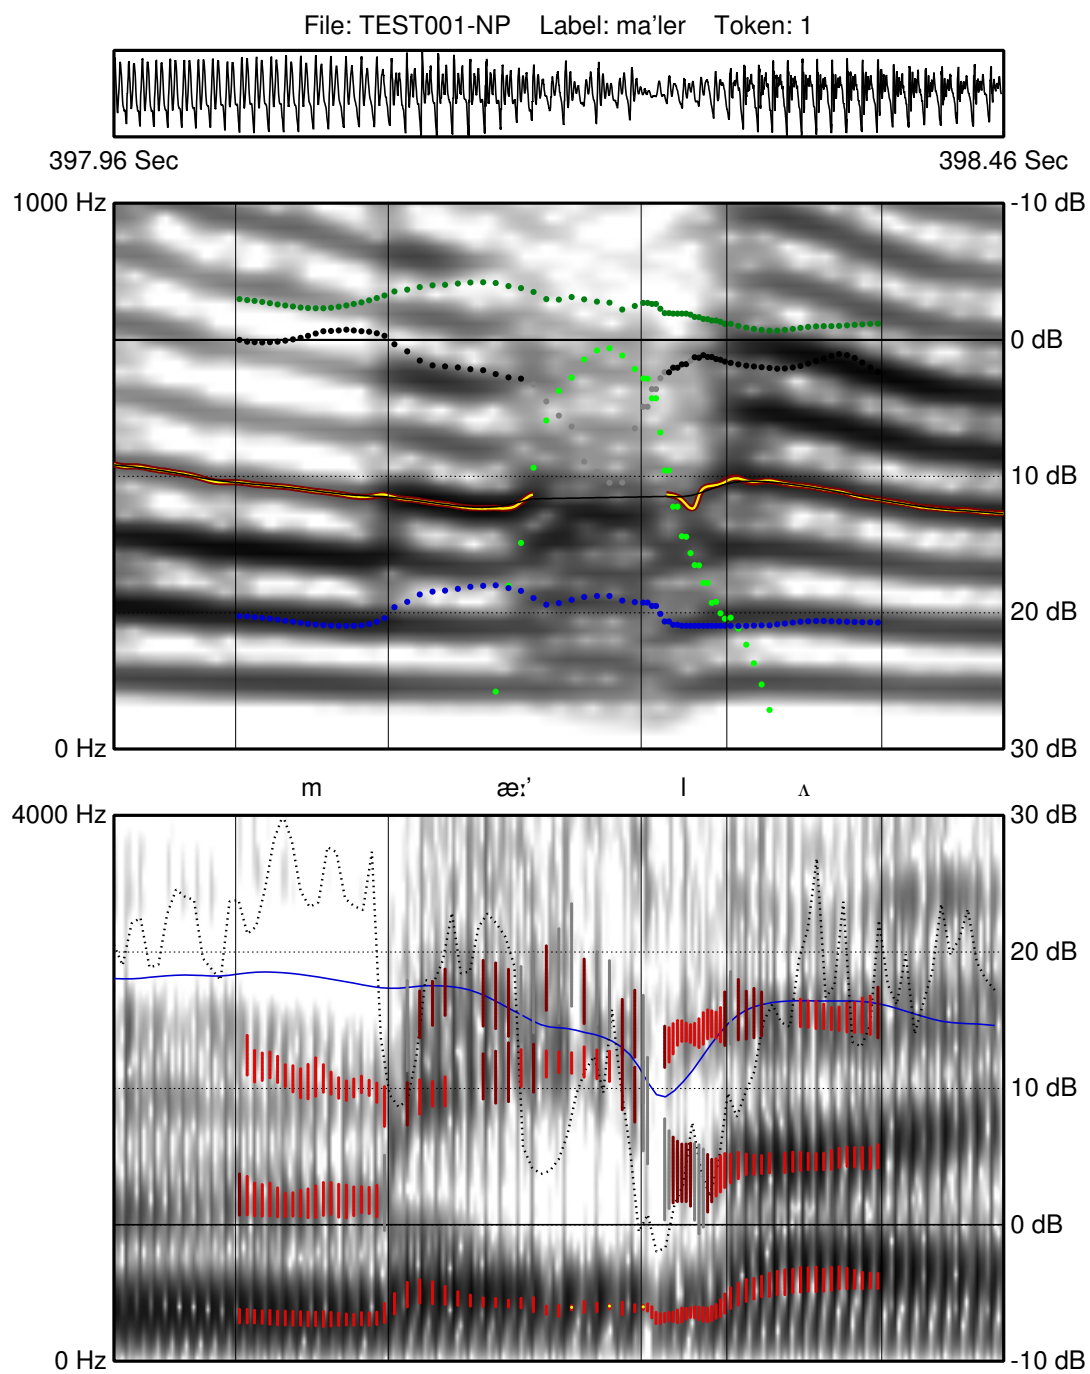 File: TEST001-NP Label: ma'ler Token: 1
397.96 Sec 398.46 Sec
1000 Hz -10 dB
0 dB
10 dB
20 dB
0 Hz 30 dB
m æː’ l ʌ
4000 Hz 30 dB
20 dB
10 dB
0 dB
0 Hz -10 dB